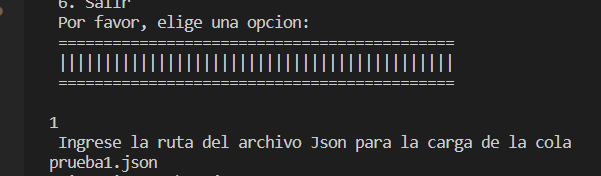 6. Salir
Por favor, elige una opcion:
============================================
||||||||||||||||||||||||||||||||||||||||||||
============================================
1
Ingrese la ruta del archivo Json para la carga de la cola
prueba1.json